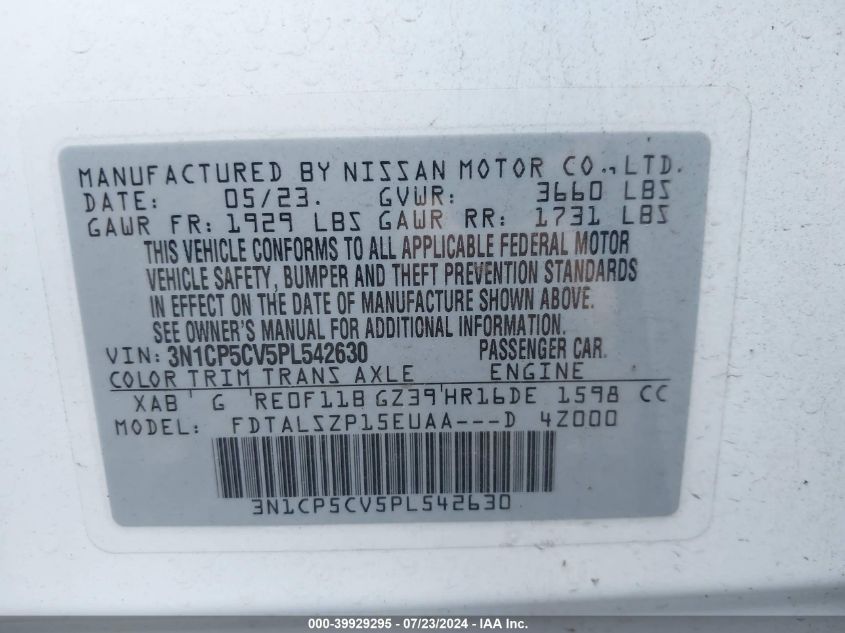 MANUFACTURED BY NISSAN MOTOR CO., LTD.
DATE: 05/23. GVWR: 3660 LBS
GAWR FR: 1929 LBS GAWR RR: 1731 LBS
THIS VEHICLE CONFORMS TO ALL APPLICABLE FEDERAL MOTOR
VEHICLE SAFETY, BUMPER AND THEFT PREVENTION STANDARDS
IN EFFECT ON THE DATE OF MANUFACTURE SHOWN ABOVE.
SEE OWNER'S MANUAL FOR ADDITIONAL INFORMATION.
VIN: 3N1CP5CV5PL542630 PASSENGER CAR.
COLOR TRIM TRANS AXLE ENGINE
XAB G RE0F11B GZ39 HR16DE 1598 CC
MODEL: FDTALSZP15EUAA---D 4Z000
3N1CP5CV5PL542630
000-39929295 - 07/23/2024 - IAA Inc.